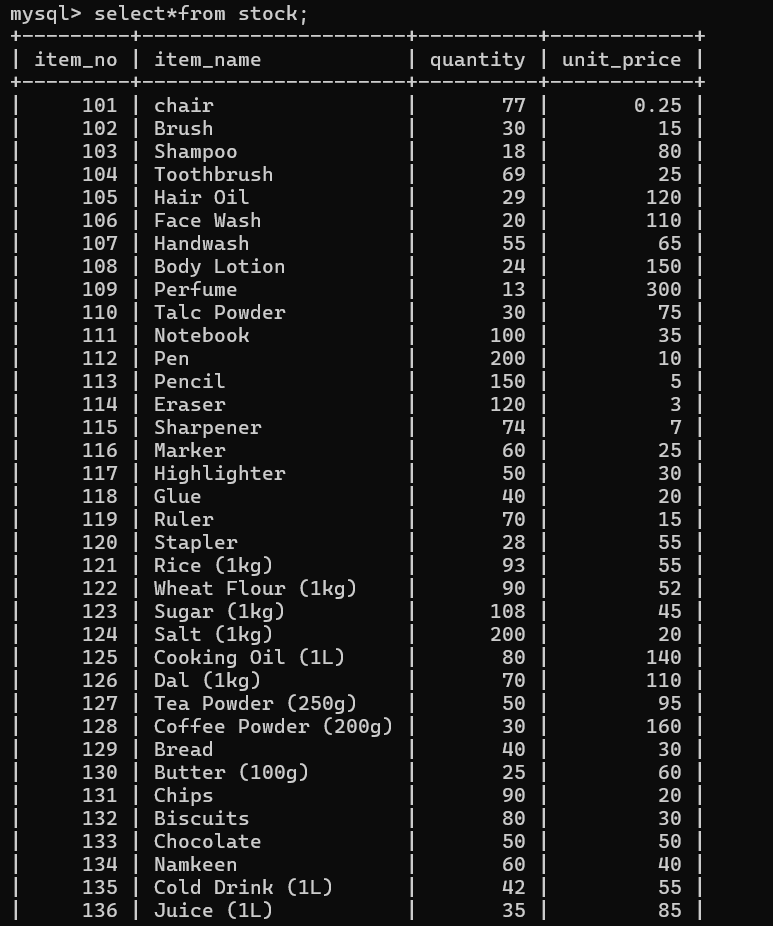 mysql> select*from stock;
+---------+----------------------+----------+------------+
| item_no | item_name            | quantity | unit_price |
+---------+----------------------+----------+------------+
|     101 | chair                |       77 |       0.25 |
|     102 | Brush                |       30 |         15 |
|     103 | Shampoo              |       18 |         80 |
|     104 | Toothbrush           |       69 |         25 |
|     105 | Hair Oil             |       29 |        120 |
|     106 | Face Wash            |       20 |        110 |
|     107 | Handwash             |       55 |         65 |
|     108 | Body Lotion          |       24 |        150 |
|     109 | Perfume              |       13 |        300 |
|     110 | Talc Powder          |       30 |         75 |
|     111 | Notebook             |      100 |         35 |
|     112 | Pen                  |      200 |         10 |
|     113 | Pencil               |      150 |          5 |
|     114 | Eraser               |      120 |          3 |
|     115 | Sharpener            |       74 |          7 |
|     116 | Marker               |       60 |         25 |
|     117 | Highlighter          |       50 |         30 |
|     118 | Glue                 |       40 |         20 |
|     119 | Ruler                |       70 |         15 |
|     120 | Stapler              |       28 |         55 |
|     121 | Rice (1kg)           |       93 |         55 |
|     122 | Wheat Flour (1kg)    |       90 |         52 |
|     123 | Sugar (1kg)          |      108 |         45 |
|     124 | Salt (1kg)           |      200 |         20 |
|     125 | Cooking Oil (1L)     |       80 |        140 |
|     126 | Dal (1kg)            |       70 |        110 |
|     127 | Tea Powder (250g)    |       50 |         95 |
|     128 | Coffee Powder (200g) |       30 |        160 |
|     129 | Bread                |       40 |         30 |
|     130 | Butter (100g)        |       25 |         60 |
|     131 | Chips                |       90 |         20 |
|     132 | Biscuits             |       80 |         30 |
|     133 | Chocolate            |       50 |         50 |
|     134 | Namkeen              |       60 |         40 |
|     135 | Cold Drink (1L)      |       42 |         55 |
|     136 | Juice (1L)           |       35 |         85 |